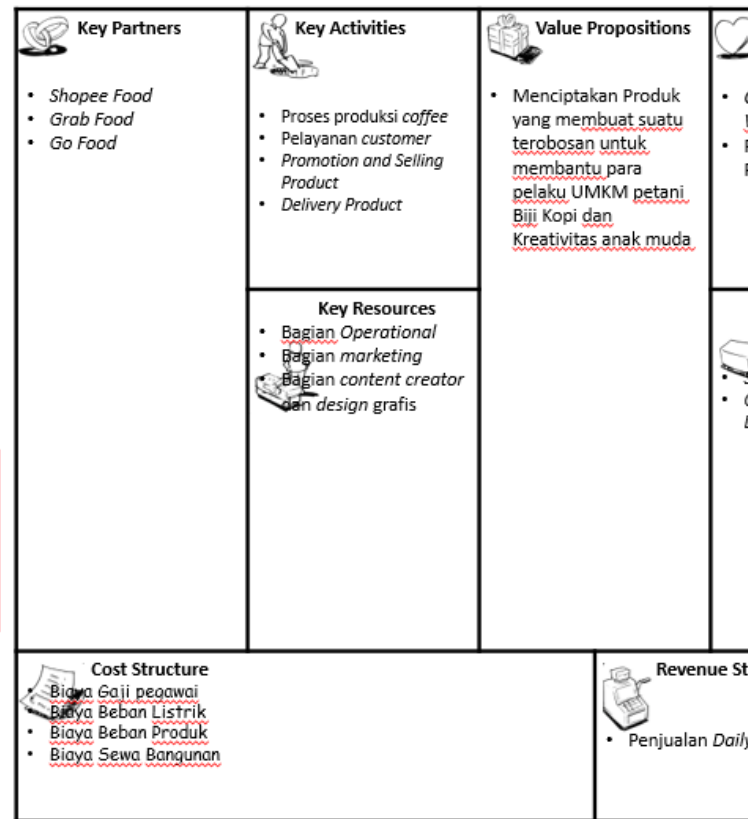 Key Partners
Shopee Food
Grab Food
Go Food
Key Activities
Proses produksi coffee
Pelayanan customer
Promotion and Selling
Product
Delivery Product
Key Resources
Bagian Operational
Bagian marketing
Bagian content creator
dan design grafis
Value Propositions
Menciptakan Produk
yang membuat suatu
terobosan untuk
membantu para
pelaku UMKM petani
Biji Kopi dan
Kreativitas anak muda
Cost Structure
Biaya Gaji pegawai
Biaya Beban Listrik
Biaya Beban Produk
Biaya Sewa Bangunan
Revenue St
Penjualan Daily